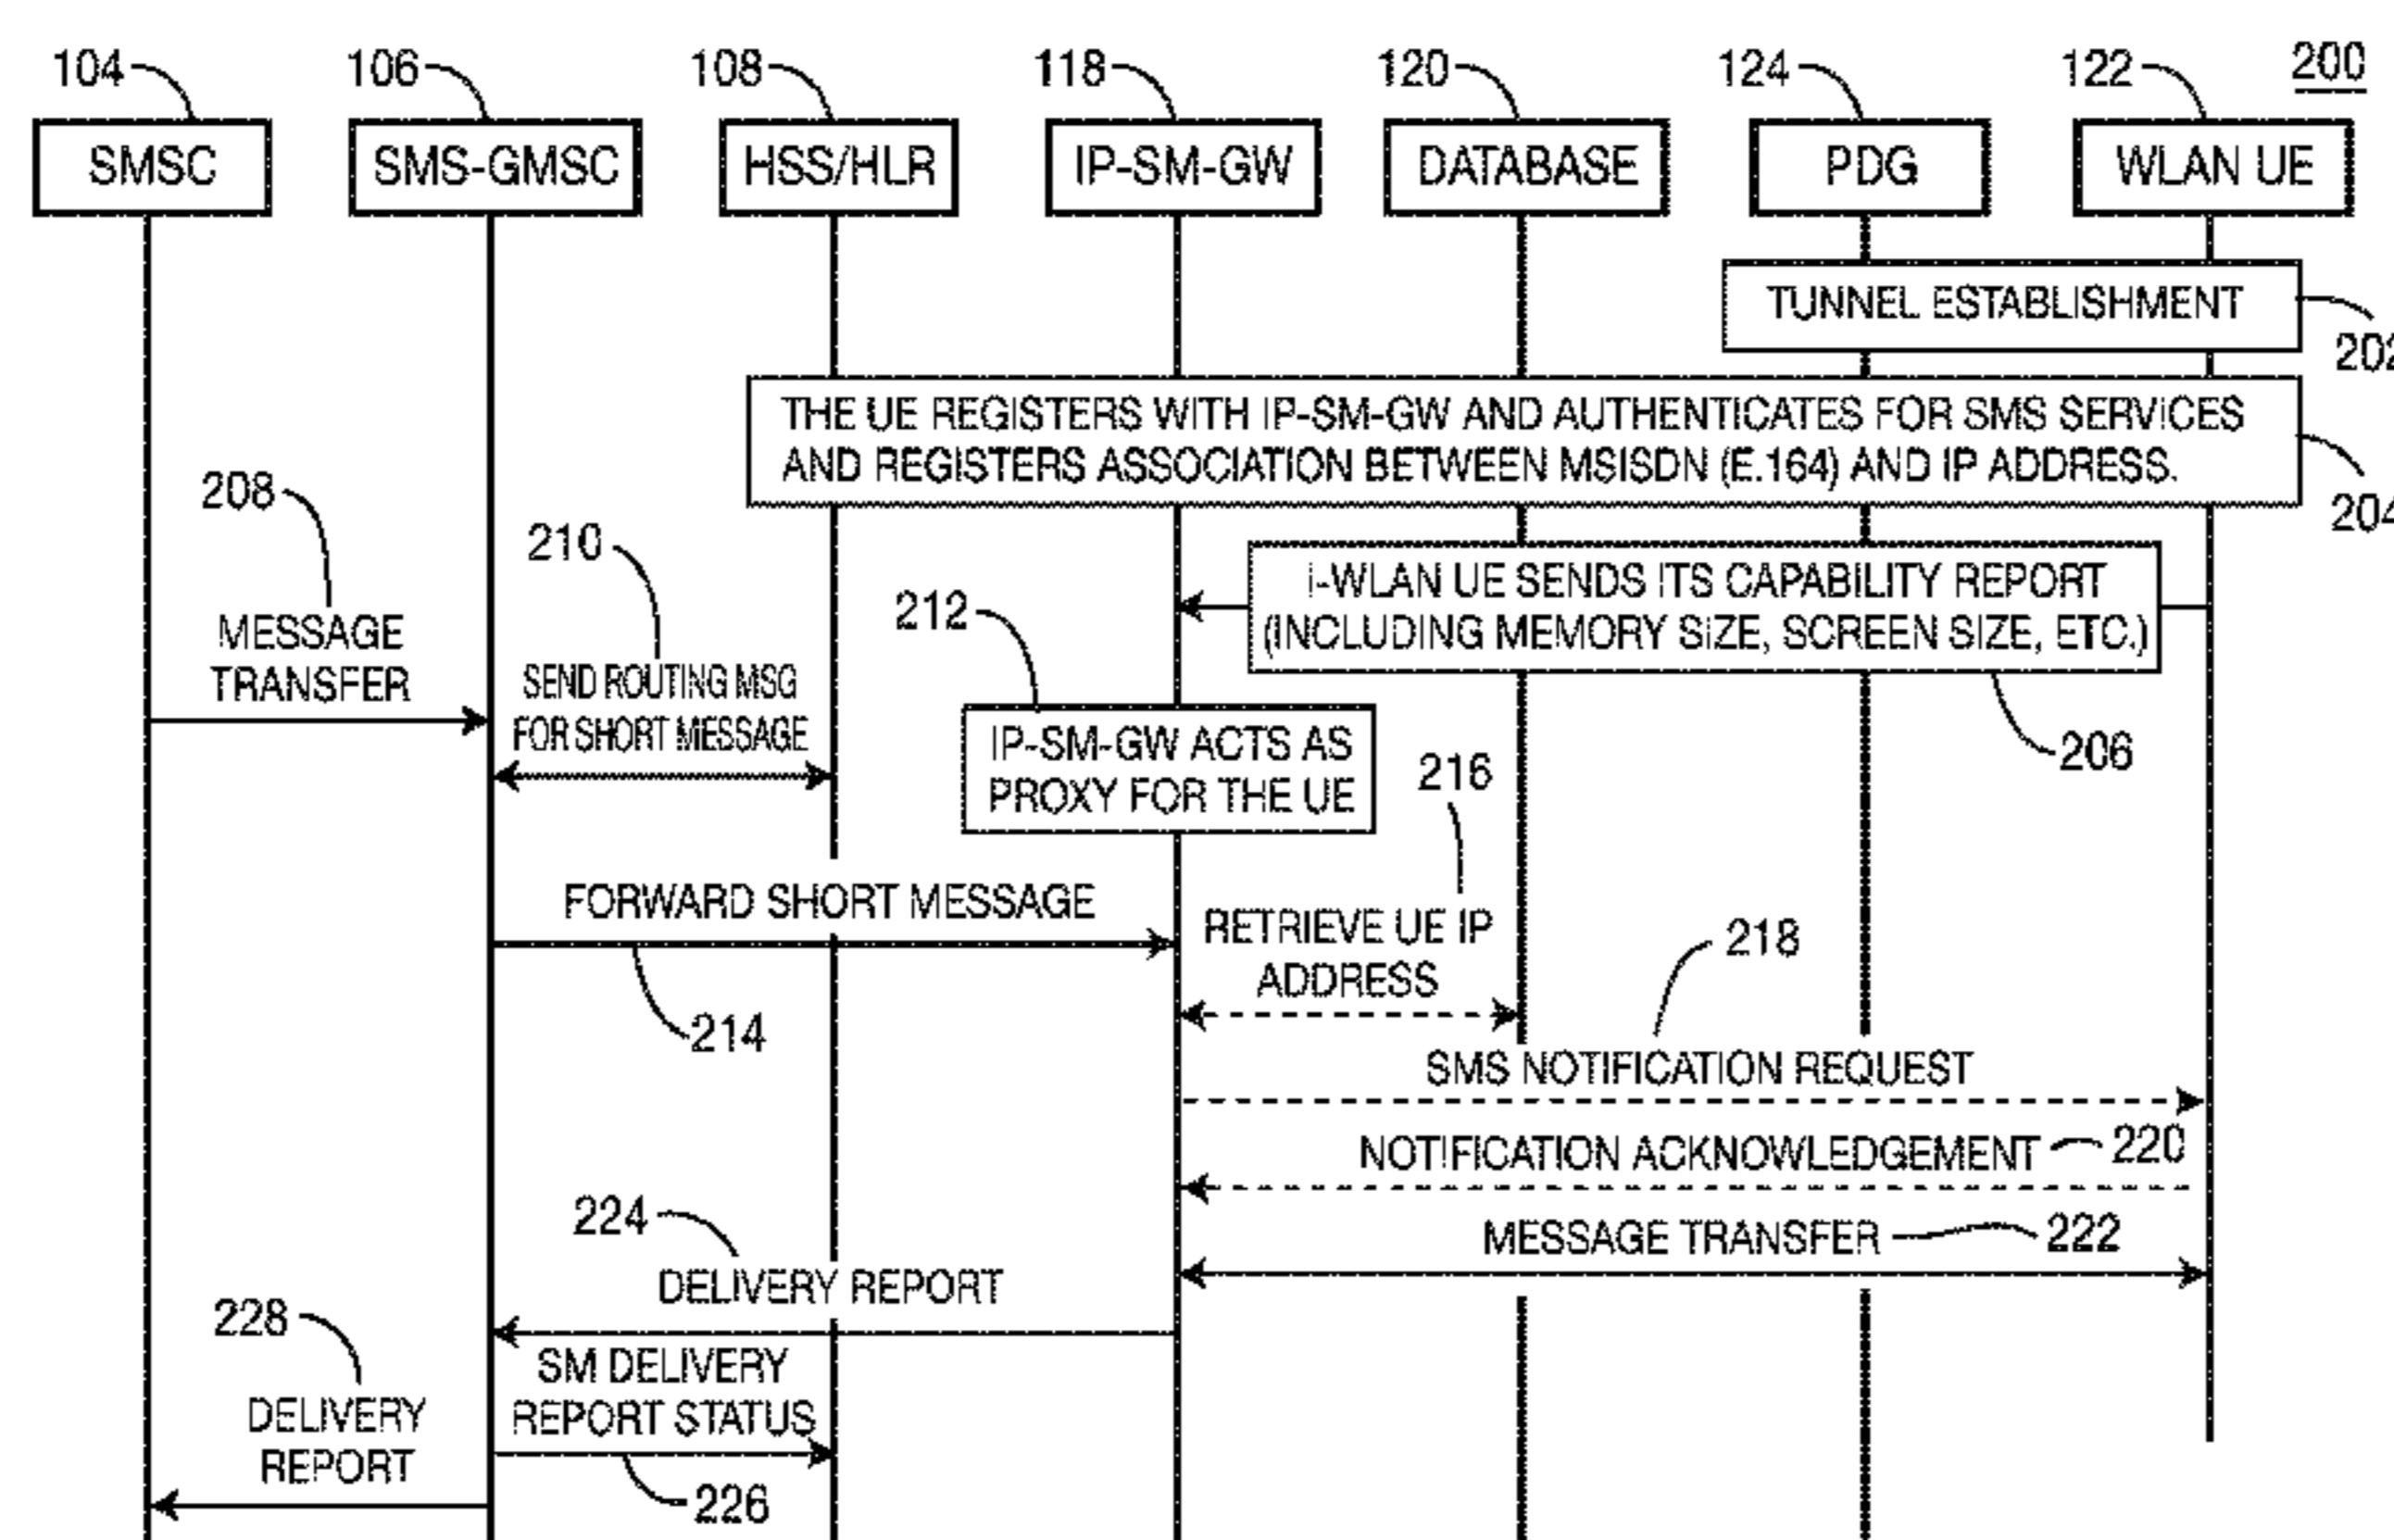 104 106 108 118 120 124 122 200
SMSC SMS-GMSC HSS/HLR IP-SM-GW DATABASE PDG WLAN UE
TUNNEL ESTABLISHMENT
202
THE UE REGISTERS WITH IP-SM-GW AND AUTHENTICATES FOR SMS SERVICES
AND REGISTERS ASSOCIATION BETWEEN MSISDN (E.164) AND IP ADDRESS.
204
208
MESSAGE
TRANSFER
210
SEND ROUTING MSG
FOR SHORT MESSAGE
i-WLAN UE SENDS ITS CAPABILITY REPORT
(INCLUDING MEMORY SIZE, SCREEN SIZE, ETC.)
206
212
IP-SM-GW ACTS AS
PROXY FOR THE UE
FORWARD SHORT MESSAGE
214
216
RETRIEVE UE IP
ADDRESS
218
SMS NOTIFICATION REQUEST
NOTIFICATION ACKNOWLEDGEMENT 220
MESSAGE TRANSFER 222
224
DELIVERY REPORT
SM DELIVERY
REPORT STATUS
226
228
DELIVERY
REPORT